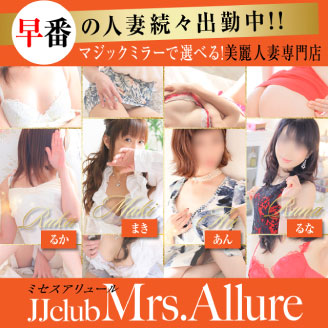 早番の人妻続々出勤中!!
マジックミラーで選べる!美麗人妻専門店
るか
まき
あん
るな
ミセスアリュール
JJclub Mrs.Allure